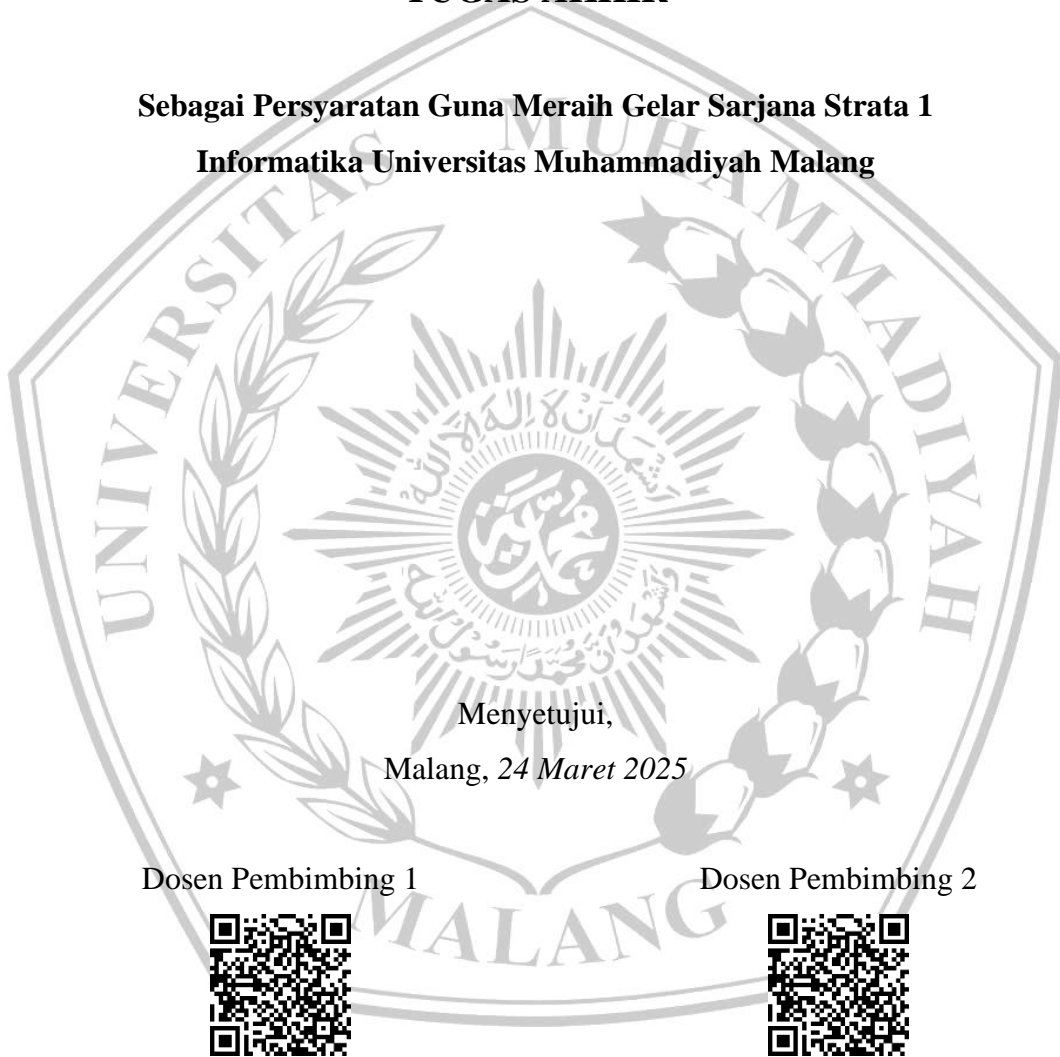 TUGAS AKHIR
Sebagai Persyaratan Guna Meraih Gelar Sarjana Strata 1
Informatika Universitas Muhammadiyah Malang
UNIVERSITAS MUHAMMADIYAH
Menyetujui,
Malang, 24 Maret 2025
Dosen Pembimbing 1 Dosen Pembimbing 2
MALANG